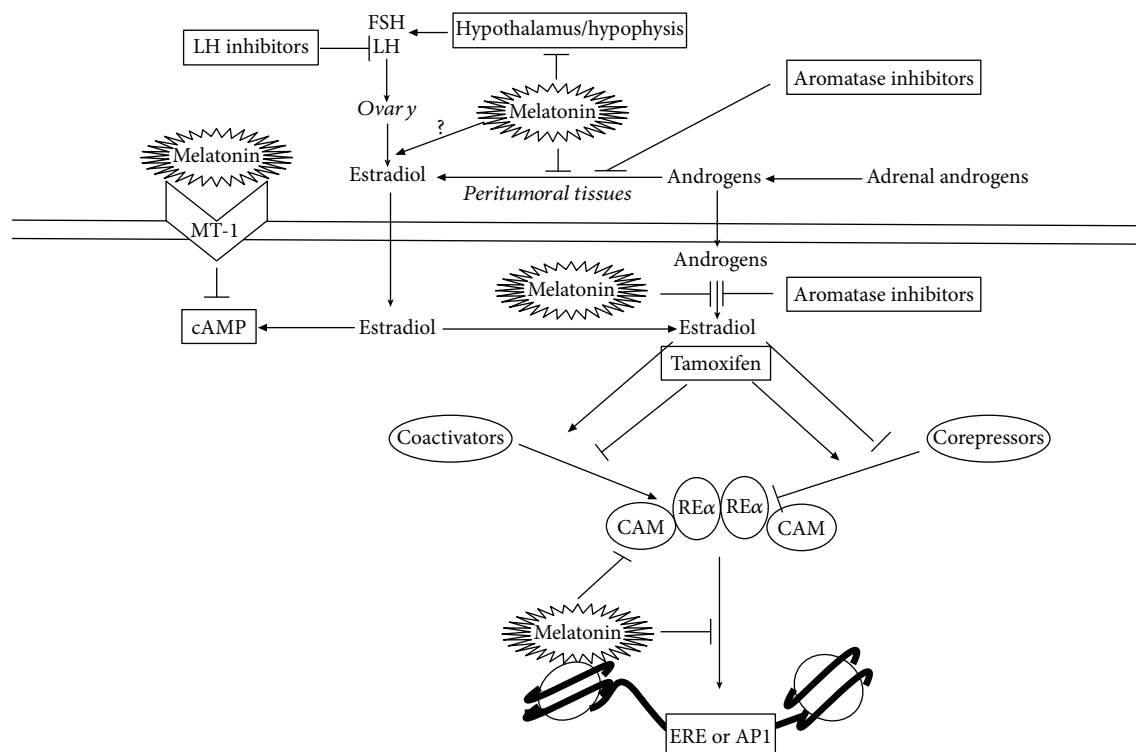 FSH
Hypothalamus/hypophysis
LH inhibitors
LH
Aromatase inhibitors
Ovary
Melatonin
?
Melatonin
Estradiol
Androgens
Adrenal androgens
Peritumoral tissues
MT-1
Androgens
Melatonin
Aromatase inhibitors
cAMP
Estradiol
Estradiol
Tamoxifen
Coactivators
Corepressors
REα
REα
CAM
CAM
Melatonin
ERE or AP1